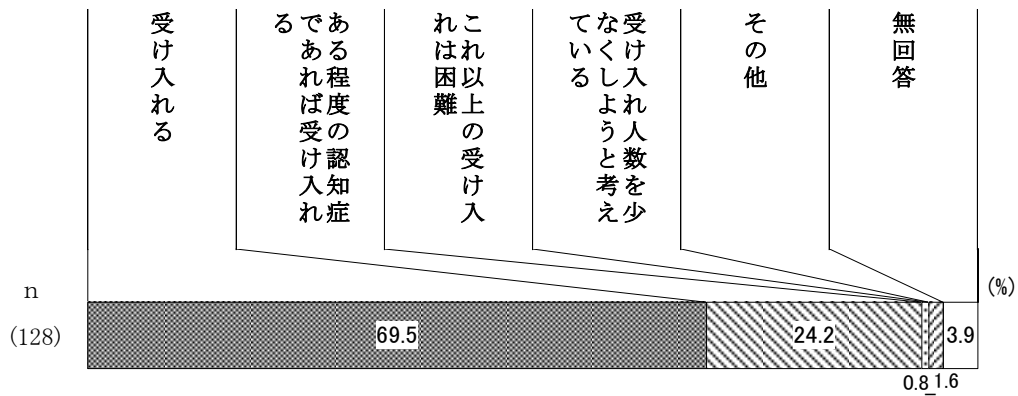 受け入れる
ある程度の認知症
であれば受け入れ
る
これ以上の受け入
れは困難
受け入れ人数を少
なくしようと考え
ている
その他
無回答
(%)
n
(128)
69.5
24.2
3.9
0.8
1.6